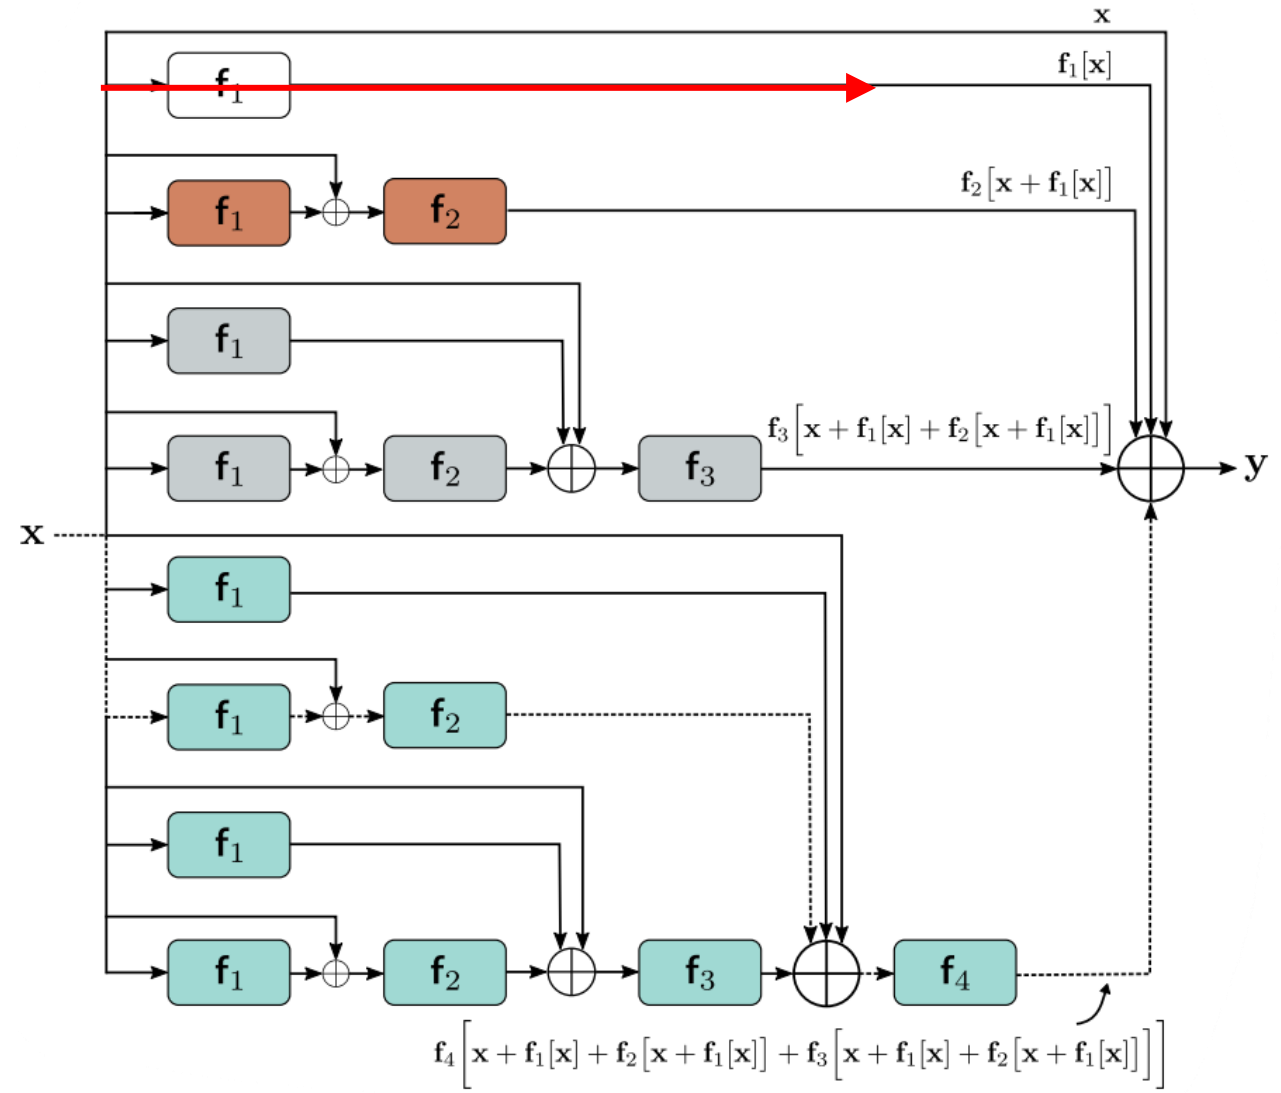 x
f₁[x]
f₁
f₂[x + f₁[x]]
f₁ f₂
f₁
f₃[x + f₁[x] + f₂[x + f₁[x]]]
f₁ f₂ f₃ y
x
f₁
f₁ f₂
f₁
f₁ f₂ f₃ f₄
f₄[x + f₁[x] + f₂[x + f₁[x]] + f₃[x + f₁[x] + f₂[x + f₁[x]]]]